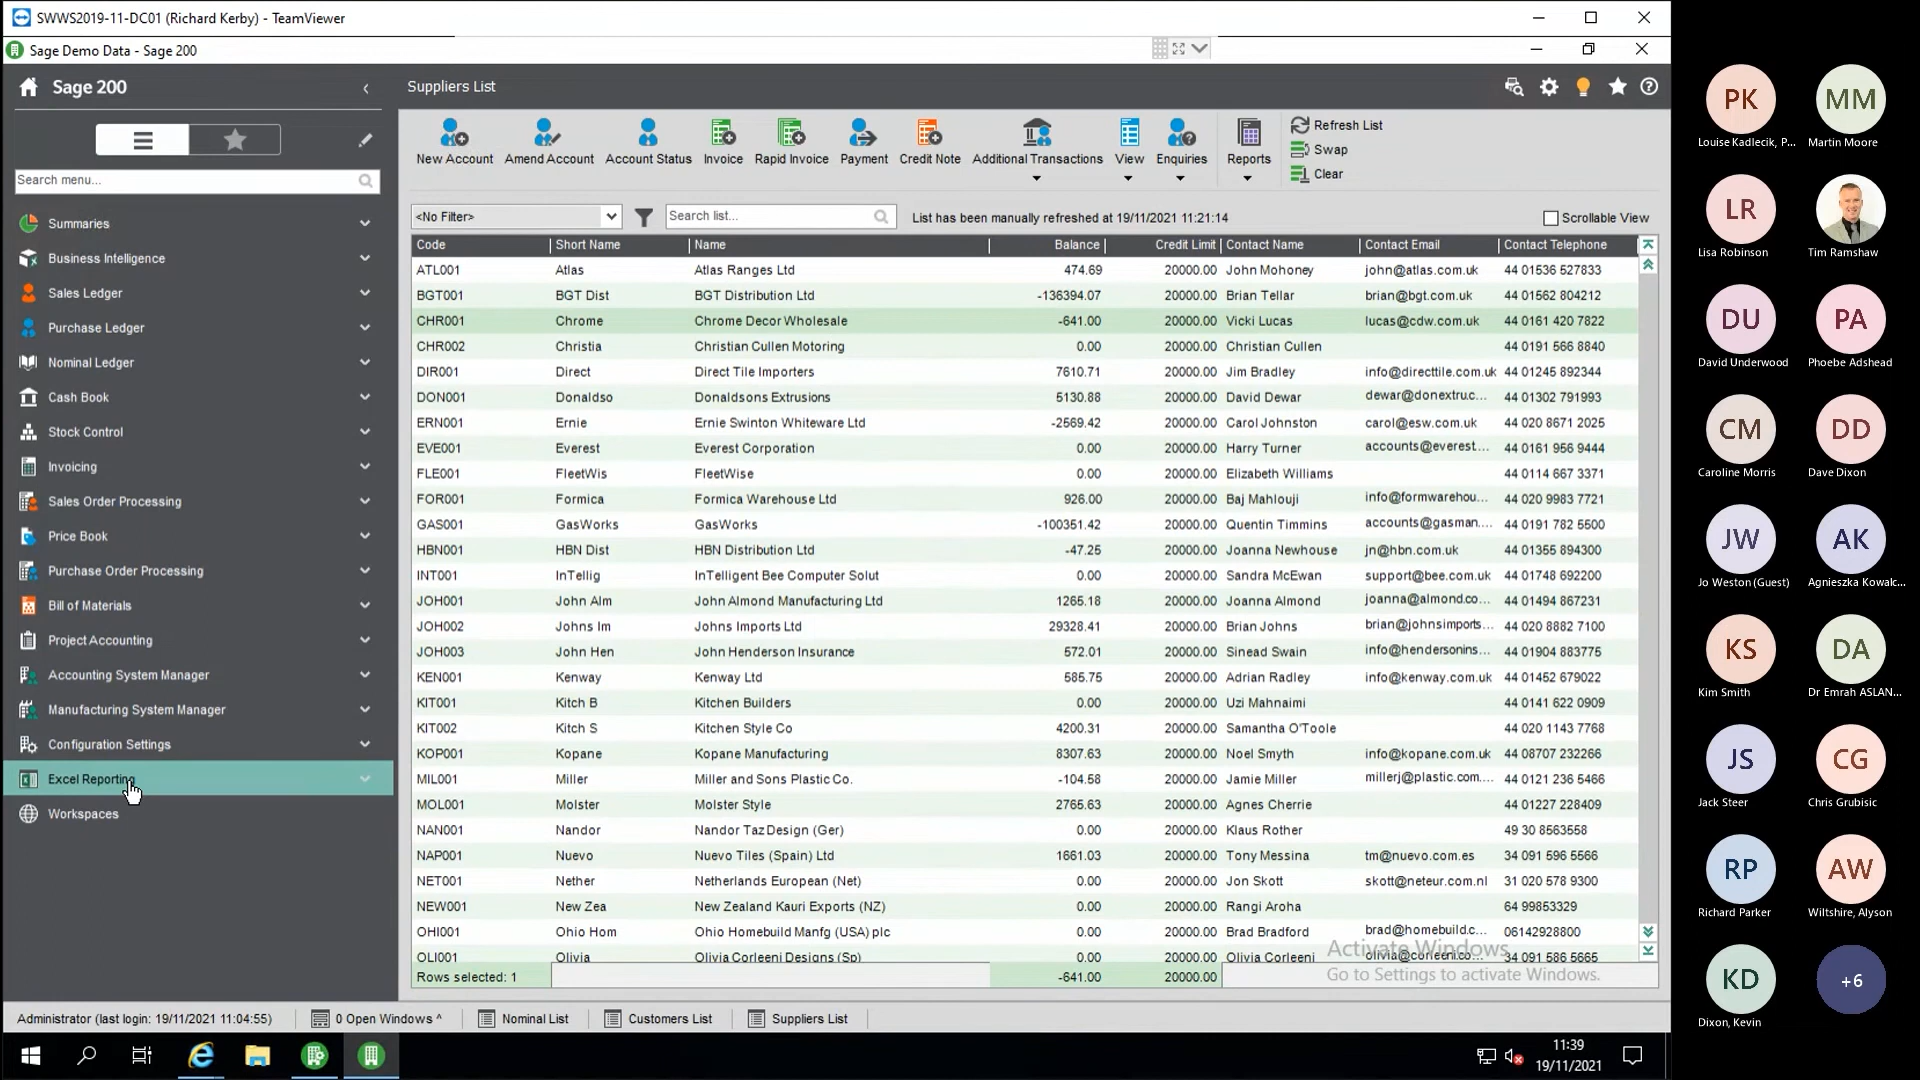 SWWS2019-11-DC01 (Richard Kerby) - TeamViewer
Sage Demo Data - Sage 200
Sage 200
Search menu...
Summaries
Business Intelligence
Sales Ledger
Purchase Ledger
Nominal Ledger
Cash Book
Stock Control
Invoicing
Sales Order Processing
Price Book
Purchase Order Processing
Bill of Materials
Project Accounting
Accounting System Manager
Manufacturing System Manager
Configuration Settings
Excel Reporting
Workspaces
Suppliers List
New Account Amend Account Account Status Invoice Rapid Invoice Payment Credit Note Additional Transactions View Enquiries Reports
Refresh List
Swap
Clear
<No Filter> Search list... List has been manually refreshed at 19/11/2021 11:21:14 Scrollable View
Code Short Name Name Balance Credit Limit Contact Name Contact Email Contact Telephone
ATL001 Atlas Atlas Ranges Ltd 474.69 20000.00 John Mohoney john@atlas.com.uk 44 01536 527833
BGT001 BGT Dist BGT Distribution Ltd -136394.07 20000.00 Brian Tellar brian@bgt.com.uk 44 01562 804212
CHR001 Chrome Chrome Decor Wholesale -641.00 20000.00 Vicki Lucas lucas@cdw.com.uk 44 0161 420 7822
CHR002 Christia Christian Cullen Motoring 0.00 20000.00 Christian Cullen 44 0191 566 8840
DIR001 Direct Direct Tile Importers 7610.71 20000.00 Jim Bradley info@directtile.com.uk 44 01245 892344
DON001 Donaldso Donaldsons Extrusions 5130.88 20000.00 David Dewar dewar@donextru.c... 44 01302 791993
ERN001 Ernie Ernie Swinton Whiteware Ltd -2569.42 20000.00 Carol Johnston carol@esw.com.uk 44 020 8671 2025
EVE001 Everest Everest Corporation 0.00 20000.00 Harry Turner accounts@everest.... 44 0161 956 9444
FLE001 FleetWis FleetWise 0.00 20000.00 Elizabeth Williams 44 0114 667 3371
FOR001 Formica Formica Warehouse Ltd 926.00 20000.00 Baj Mahlouji info@formwarehou... 44 020 9983 7721
GAS001 GasWorks GasWorks -100351.42 20000.00 Quentin Timmins accounts@gasman.... 44 0191 782 5500
HBN001 HBN Dist HBN Distribution Ltd -47.25 20000.00 Joanna Newhouse jn@hbn.com.uk 44 01355 894300
INT001 InTellig InTelligent Bee Computer Solut 0.00 20000.00 Sandra McEwan support@bee.com.uk 44 01748 692200
JOH001 John Alm John Almond Manufacturing Ltd 1265.18 20000.00 Joanna Almond joanna@almond.co... 44 01494 867231
JOH002 Johns Im Johns Imports Ltd 29328.41 20000.00 Brian Johns brian@johnsimports... 44 020 8882 7100
JOH003 John Hen John Henderson Insurance 572.01 20000.00 Sinead Swain info@hendersonins... 44 01904 883775
KEN001 Kenway Kenway Ltd 585.75 20000.00 Adrian Radley info@kenway.com.uk 44 01452 679022
KIT001 Kitch B Kitchen Builders 0.00 20000.00 Uzi Mahnaimi 44 0141 622 0909
KIT002 Kitch S Kitchen Style Co 4200.31 20000.00 Samantha O'Toole 44 020 1143 7768
KOP001 Kopane Kopane Manufacturing 8307.63 20000.00 Noel Smyth info@kopane.com.uk 44 08707 232266
MIL001 Miller Miller and Sons Plastic Co. -104.58 20000.00 Jamie Miller millerj@plastic.com.... 44 0121 236 5466
MOL001 Molster Molster Style 2765.63 20000.00 Agnes Cherrie 44 01227 228409
NAN001 Nandor Nandor Taz Design (Ger) 0.00 20000.00 Klaus Rother 49 30 8563558
NAP001 Nuevo Nuevo Tiles (Spain) Ltd 1661.03 20000.00 Tony Messina tm@nuevo.com.es 34 091 596 5566
NET001 Nether Netherlands European (Net) 0.00 20000.00 Jon Skott skott@neteur.com.nl 31 020 578 9300
NEW001 New Zea New Zealand Kauri Exports (NZ) 0.00 20000.00 Rangi Aroha 64 99853329
OHI001 Ohio Hom Ohio Homebuild Manfg (USA) plc 0.00 20000.00 Brad Bradford brad@homebuild.c... 06142928800
OLI001 Olivia Olivia Corleeni Designs (Sp) 0.00 20000.00 Olivia Corleeni olivia@corleeni.co... 34 091 586 5665
Rows selected: 1 -641.00 20000.00
Activate Windows
Go to Settings to activate Windows.
Administrator (last login: 19/11/2021 11:04:55) 0 Open Windows ^ Nominal List Customers List Suppliers List
11:39
19/11/2021
PK MM
Louise Kadlecik, P... Martin Moore
LR
Lisa Robinson Tim Ramshaw
DU PA
David Underwood Phoebe Adshead
CM DD
Caroline Morris Dave Dixon
JW AK
Jo Weston (Guest) Agnieszka Kowalc...
KS DA
Kim Smith Dr Emrah ASLAN...
JS CG
Jack Steer Chris Grubisic
RP AW
Richard Parker Wiltshire, Alyson
KD +6
Dixon, Kevin